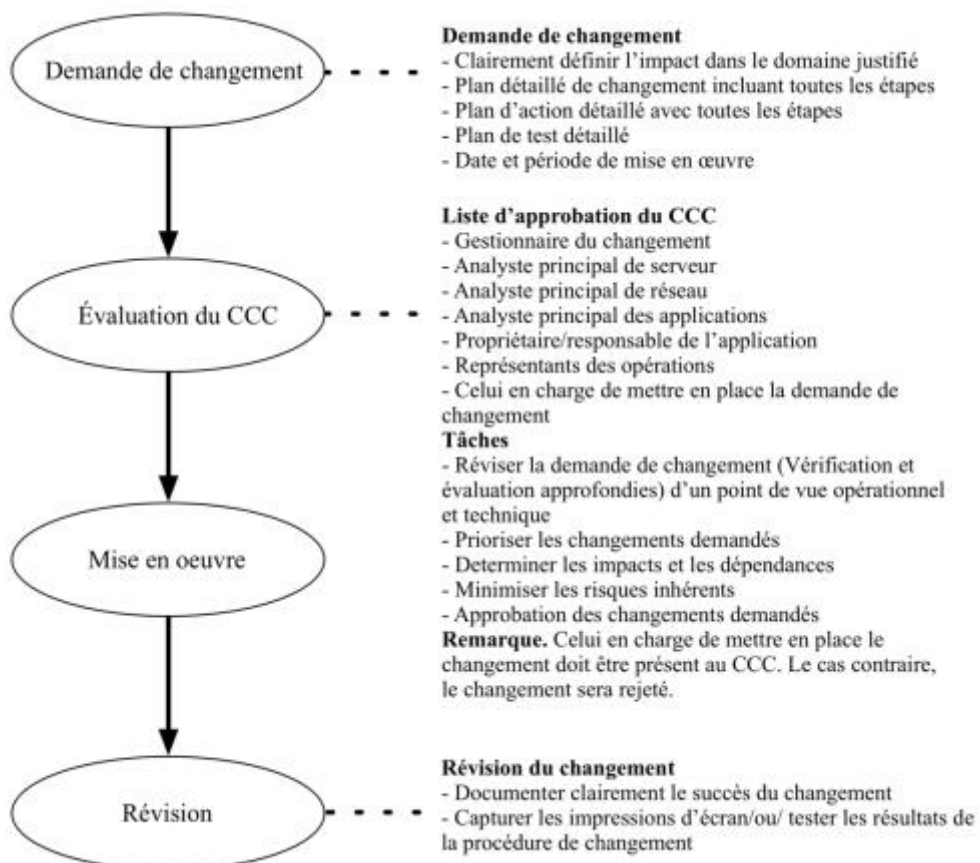 Demande de changement
Demande de changement
- Clairement définir l'impact dans le domaine justifié
- Plan détaillé de changement incluant toutes les étapes
- Plan d'action détaillé avec toutes les étapes
- Plan de test détaillé
- Date et période de mise en œuvre
Évaluation du CCC
Liste d'approbation du CCC
- Gestionnaire du changement
- Analyste principal de serveur
- Analyste principal de réseau
- Analyste principal des applications
- Propriétaire/responsable de l'application
- Représentants des opérations
- Celui en charge de mettre en place la demande de
changement
Tâches
- Réviser la demande de changement (Vérification et
évaluation approfondies) d'un point de vue opérationnel
et technique
- Prioriser les changements demandés
- Determiner les impacts et les dépendances
- Minimiser les risques inhérents
- Approbation des changements demandés
Remarque. Celui en charge de mettre en place le
changement doit être présent au CCC. Le cas contraire,
le changement sera rejeté.
Mise en oeuvre
Révision
Révision du changement
- Documenter clairement le succès du changement
- Capturer les impressions d'écran/ou/ tester les résultats de
la procédure de changement